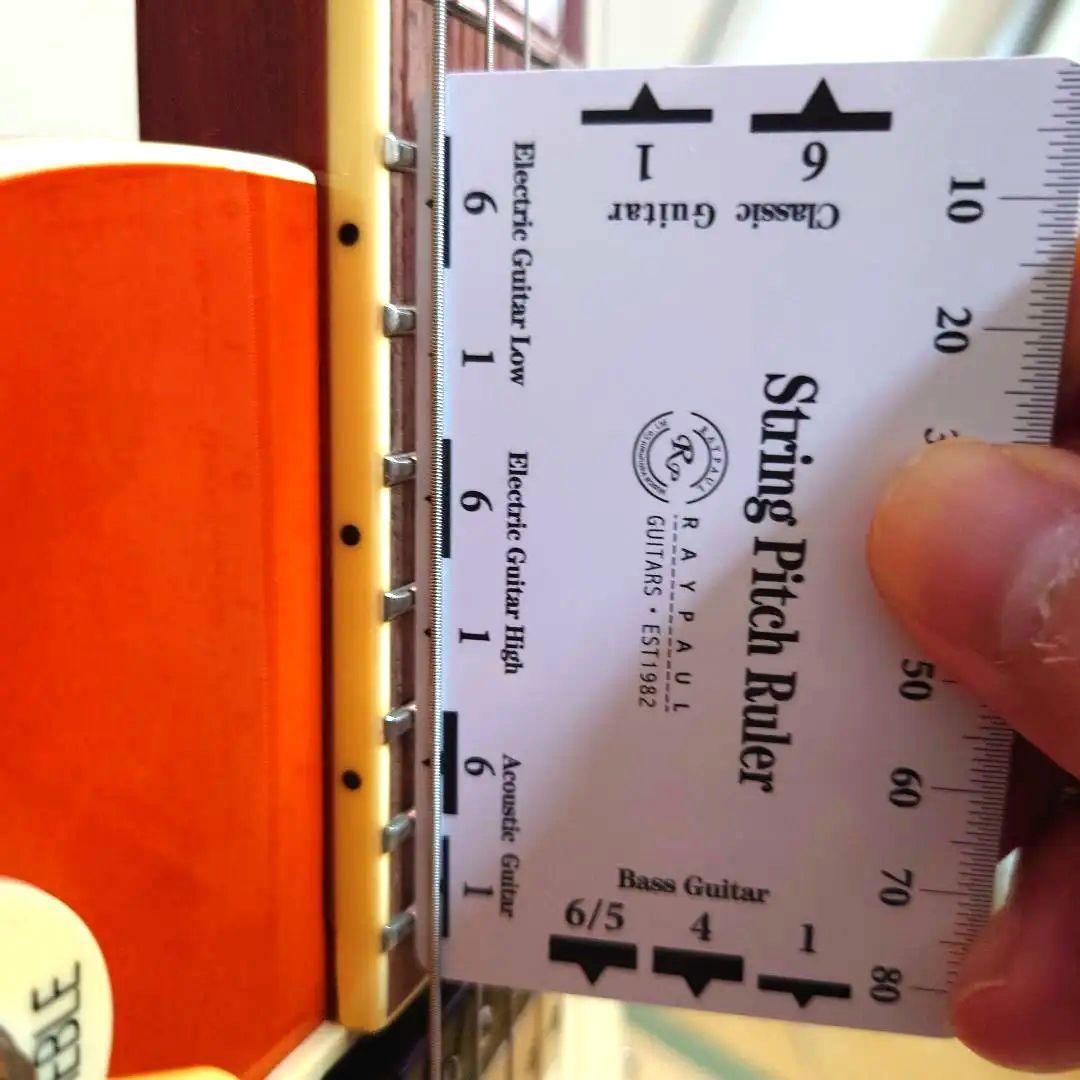 6
1
Classic Guitar
Electric Guitar Low
6
1
Electric Guitar High
6
1
Acoustic Guitar
6
1
Bass Guitar
6/5
4
1
String Pitch Ruler
RP
RAYPAUL
GUITARS · EST1982
10
20
50
60
70
80